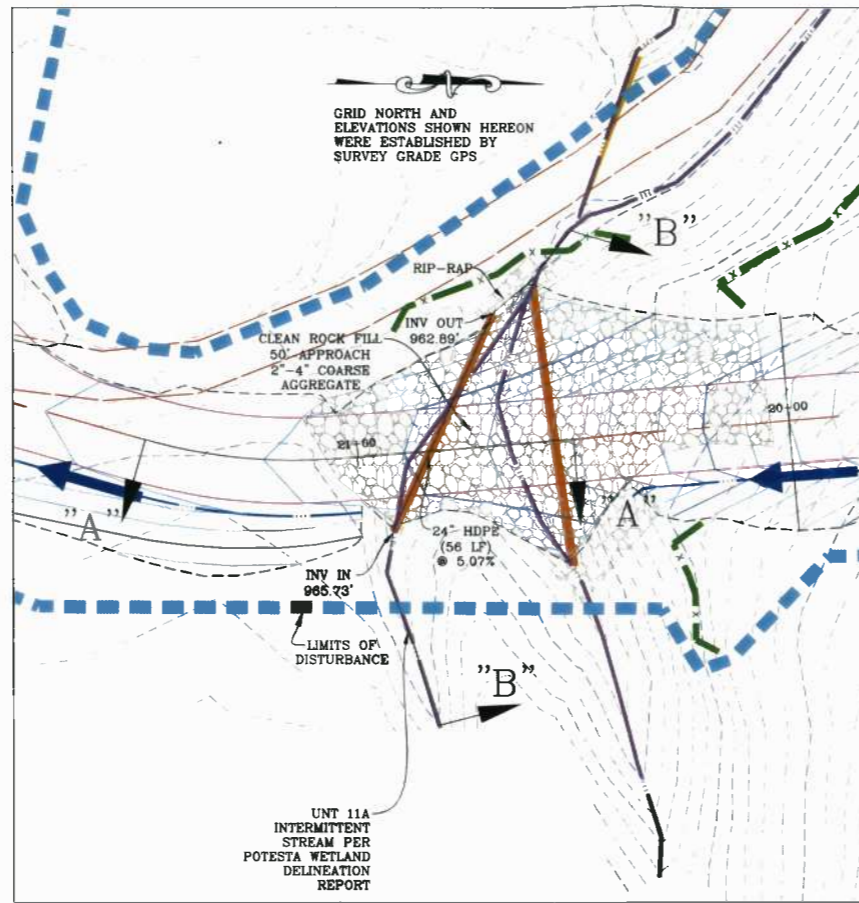 GRID NORTH AND
ELEVATIONS SHOWN HEREON
WERE ESTABLISHED BY
SURVEY GRADE GPS
"B"
RIP-RAP
INV OUT
962.89'
CLEAN ROCK FILL
50' APPROACH
2"-4" COARSE
AGGREGATE
20+00
21+00
"A"
"A"
24" HDPE
(56 LF)
@ 5.07%
INV IN
965.73'
LIMITS OF
DISTURBANCE
"B"
UNT 11A
INTERMITTENT
STREAM PER
POTESTA WETLAND
DELINEATION
REPORT